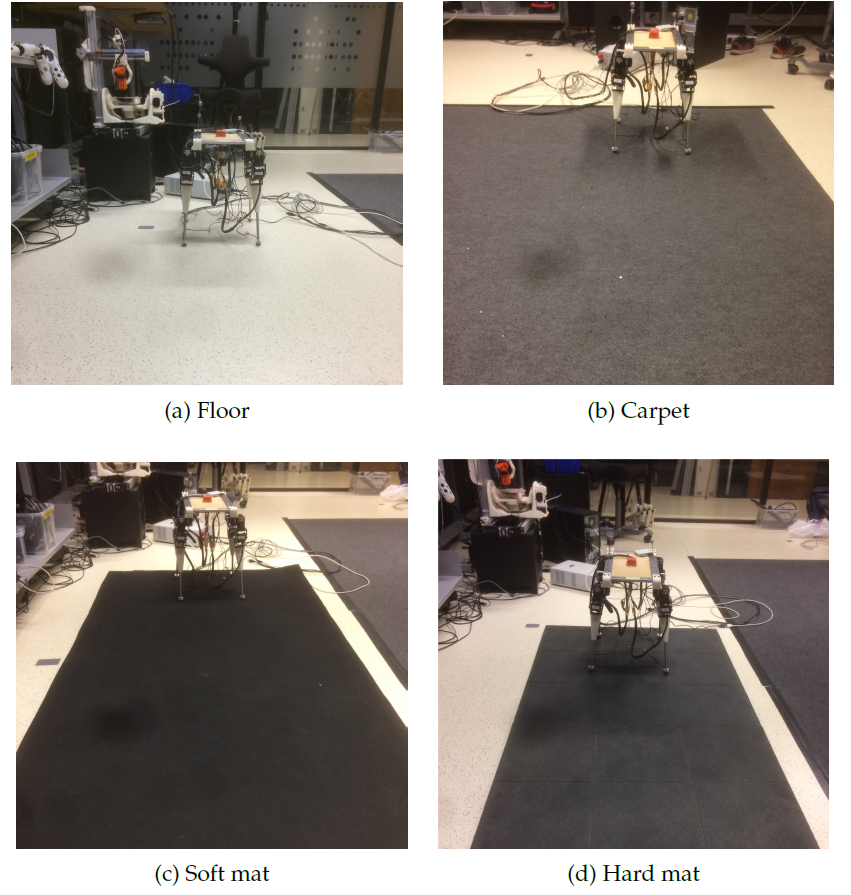 (a) Floor
(b) Carpet
(c) Soft mat
(d) Hard mat